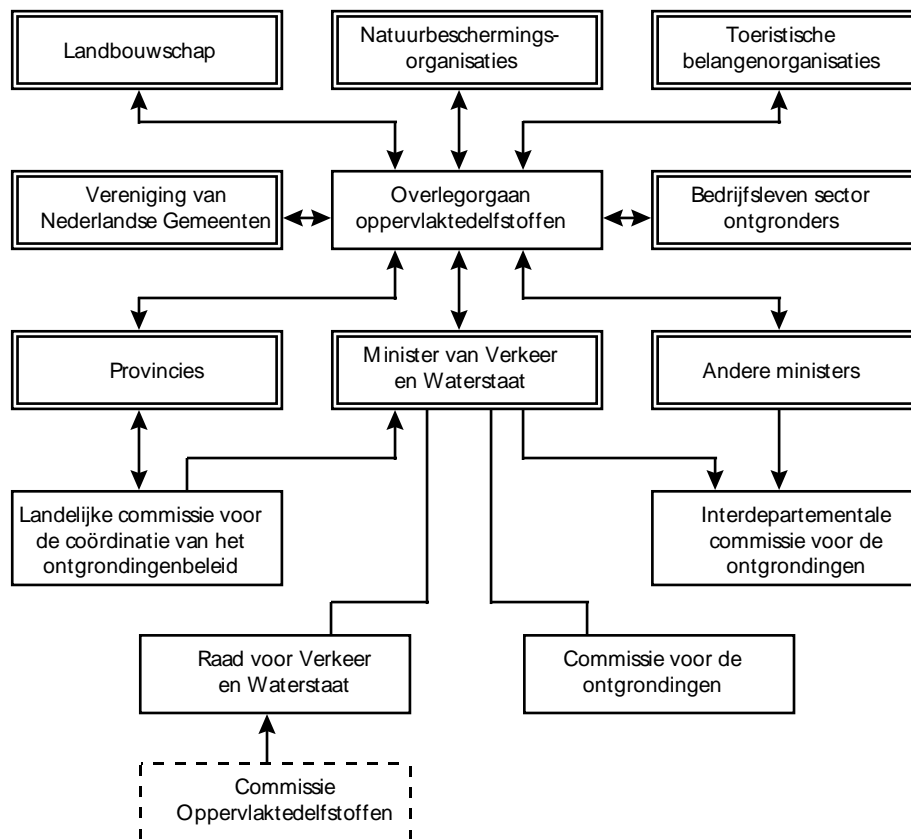 Landbouwschap
Natuurbeschermings-
organisaties
Toeristische
belangenorganisaties
Vereniging van
Nederlandse Gemeenten
Overlegorgaan
oppervlaktedelfstoffen
Bedrijfsleven sector
ontgronders
Provincies
Minister van Verkeer
en Waterstaat
Andere ministers
Landelijke commissie voor
de coördinatie van het
ontgrondingenbeleid
Interdepartementale
commissie voor de
ontgrondingen
Raad voor Verkeer
en Waterstaat
Commissie voor de
ontgrondingen
Commissie
Oppervlaktedelfstoffen